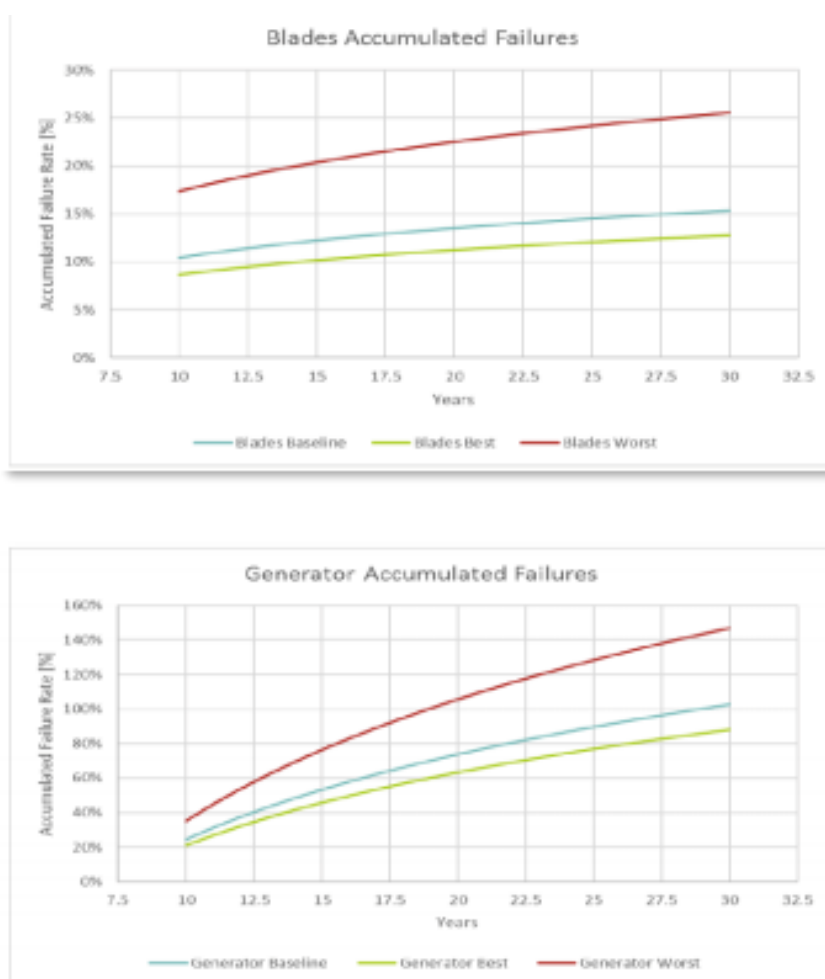 Blades Accumulated Failures
Accumulated Failure Rate [%]
30%
25%
20%
15%
10%
5%
0%
7.5 10 12.5 15 17.5 20 22.5 25 27.5 30 32.5
Years
Blades Baseline Blades Best Blades Worst
Generator Accumulated Failures
Accumulated Failure Rate [%]
160%
140%
120%
100%
80%
60%
40%
20%
0%
7.5 10 12.5 15 17.5 20 22.5 25 27.5 30 32.5
Years
Generator Baseline Generator Best Generator Worst